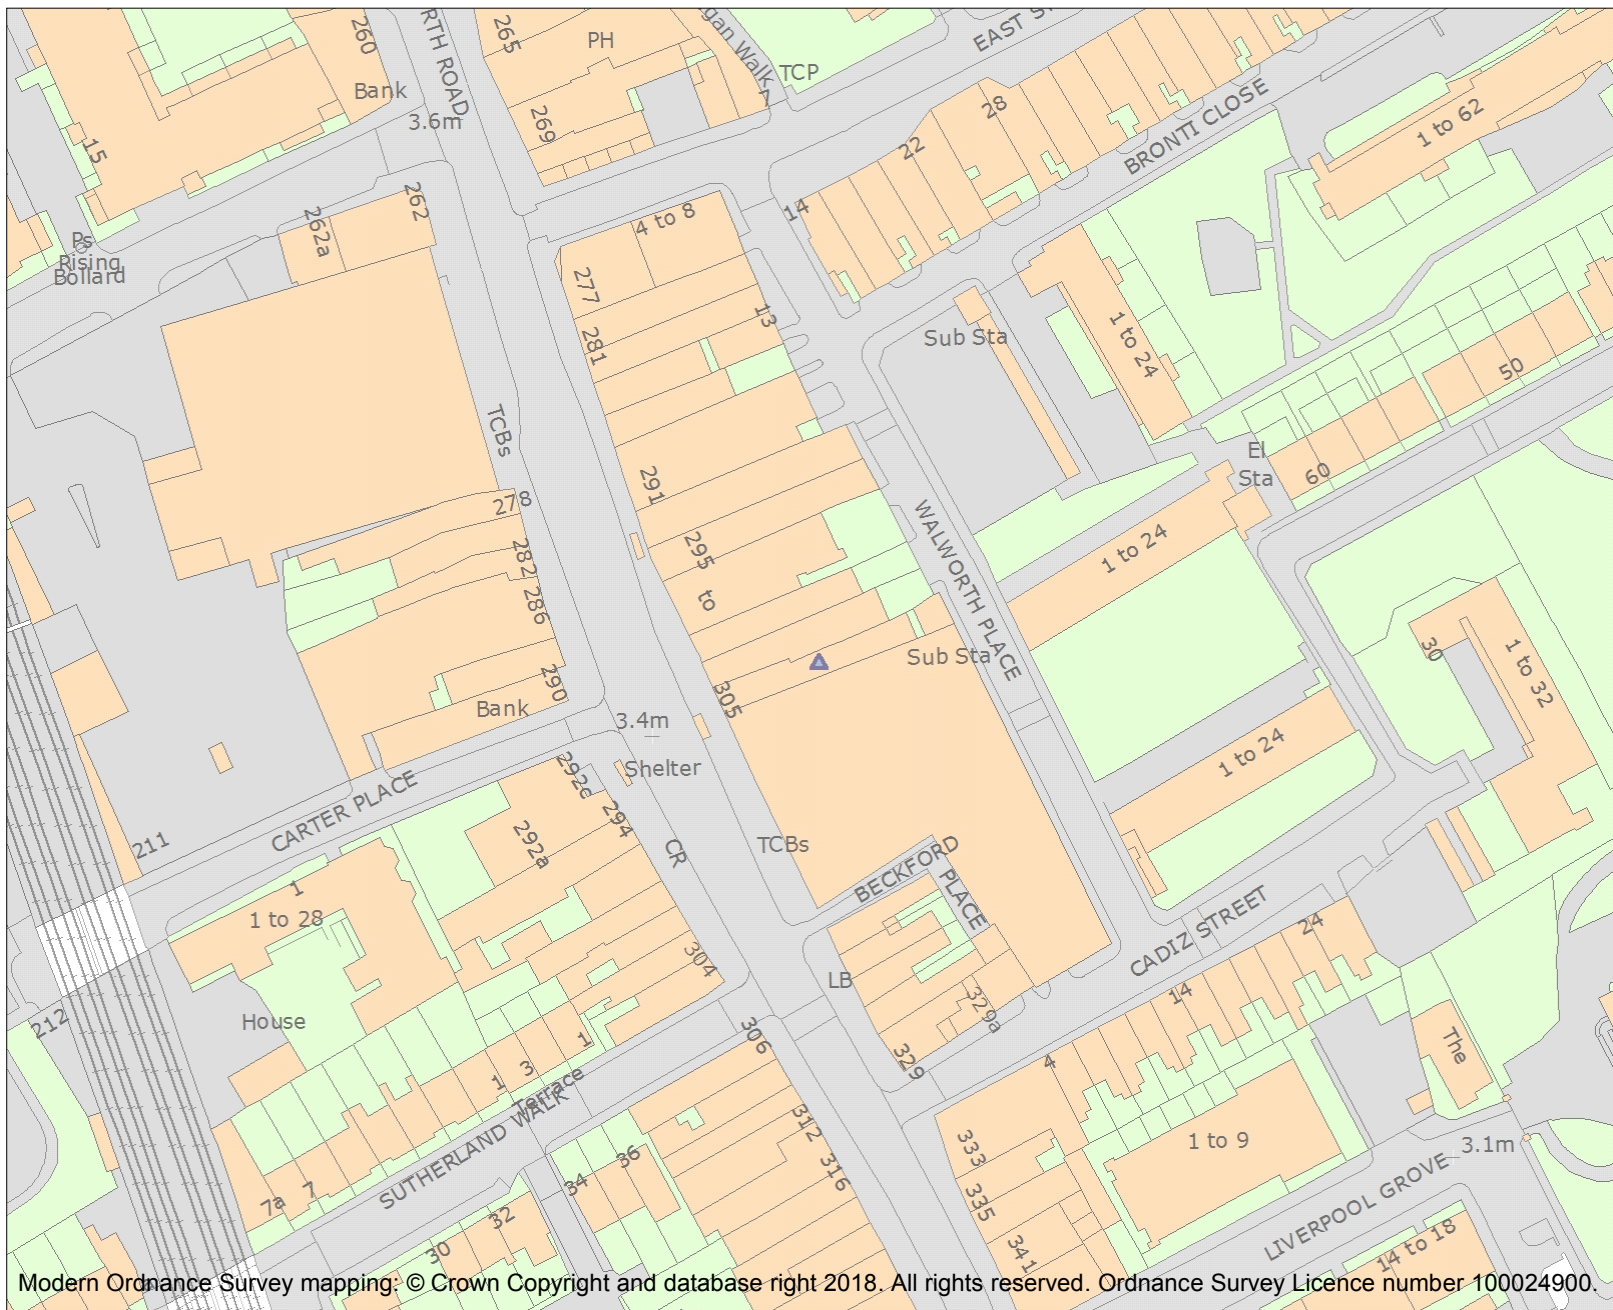 260
RTH ROAD
265
PH
gan Walk
7
TCP
EAST S
Bank
3.6m
269
28
BRONTI CLOSE
1 to 62
15
22
262
262a
4 to 8
14
Ps
Rising
Bollard
277
281
13
Sub Sta
1 to 24
50
TCBs
278
291
El
Sta
60
282
286
295
to
WALWORTH PLACE
1 to 24
290
Bank
305
Sub Sta
30
1 to 32
3.4m
Shelter
1 to 24
CARTER PLACE
211
292c
294
292a
CR
TCBs
BECKFORD
PLACE
1
1 to 28
304
LB
CADIZ STREET
24
14
212
House
306
329a
329
4
The
1
3
1
Terrace
SUTHERLAND WALK
312
316
333
335
341
1 to 9
3.1m
LIVERPOOL GROVE
7a
7
34
36
32
30
14 to 18
Modern Ordnance Survey mapping: © Crown Copyright and database right 2018. All rights reserved. Ordnance Survey Licence number 100024900.